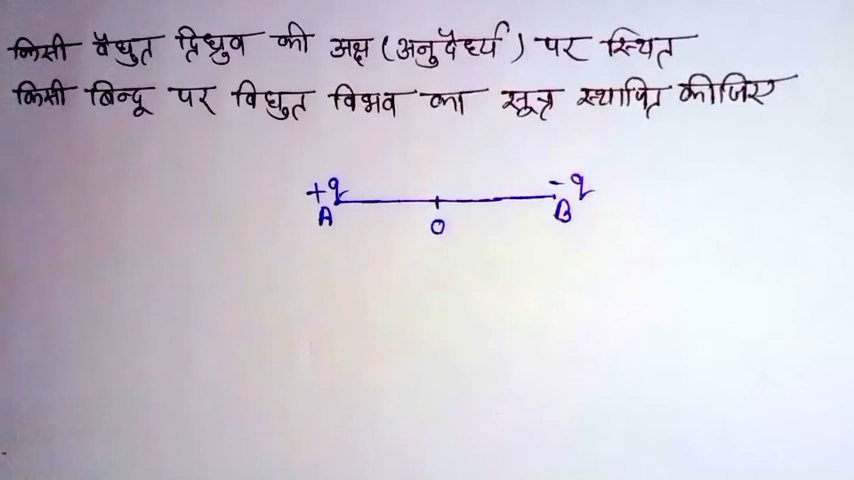 किसी वैधुत द्विध्रुव की अक्ष (अनुदैर्ध्य) पर स्थित
किसी बिन्दू पर विधुत विभव का सूत्र स्थापित कीजिए
+q -q
A O B